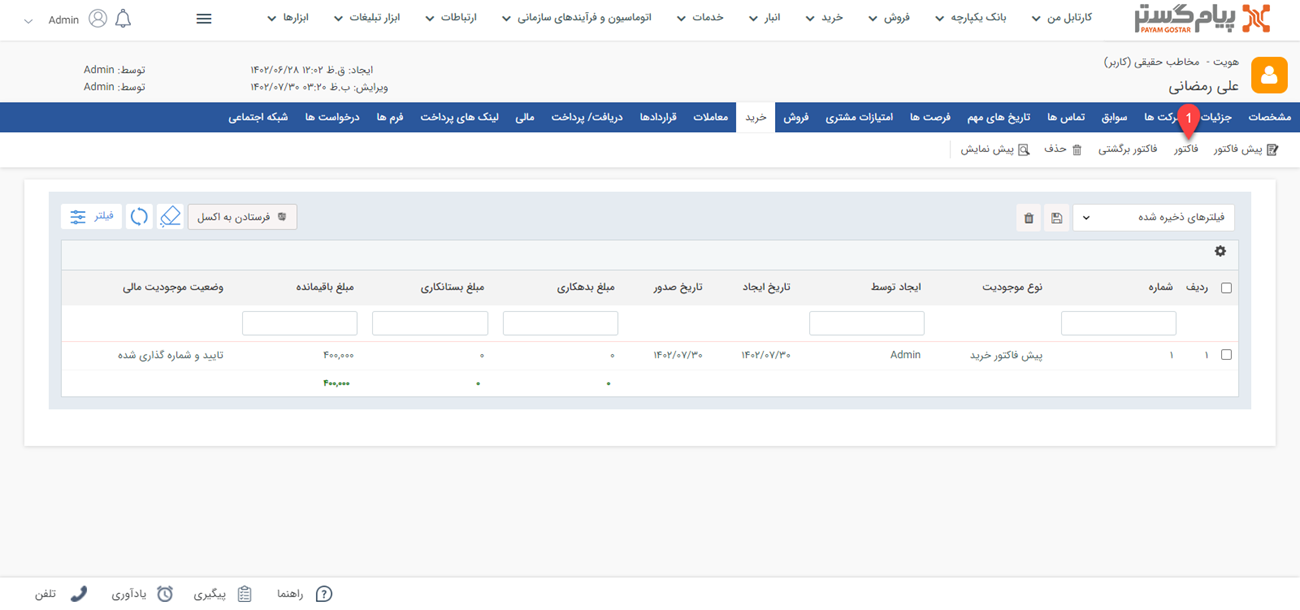 پیام گستر کارتابل من بانک یکپارچه فروش خرید انبار خدمات اتوماسیون و فرآیندهای سازمانی ارتباطات ابزار تبلیغات ابزارها Admin
PAYAM GOSTAR
هویت - مخاطب حقیقی (کاربر)
علی رمضانی
ایجاد: ق.ظ ۱۲:۰۲ ۱۴۰۲/۰۶/۲۸ توسط: Admin
ویرایش: ب.ظ ۰۳:۲۰ ۱۴۰۲/۰۷/۳۰ توسط: Admin
مشخصات جزئیات رکت ها سوابق تماس ها تاریخ های مهم فرصت ها امتیازات مشتری فروش خرید معاملات قراردادها دریافت/ پرداخت مالی لینک های پرداخت فرم ها درخواست ها شبکه اجتماعی
1
پیش فاکتور فاکتور فاکتور برگشتی حذف پیش نمایش
فیلترهای ذخیره شده فرستادن به اکسل فیلتر
ردیف شماره نوع موجودیت ایجاد توسط تاریخ ایجاد تاریخ صدور مبلغ بدهکاری مبلغ بستانکاری مبلغ باقیمانده وضعیت موجودیت مالی
۱ ۱ پیش فاکتور خرید Admin ۱۴۰۲/۰۷/۳۰ ۱۴۰۲/۰۷/۳۰ ۰ ۰ ۴۰۰,۰۰۰ تایید و شماره گذاری شده
۰ ۰ ۴۰۰,۰۰۰
راهنما پیگیری یادآوری تلفن